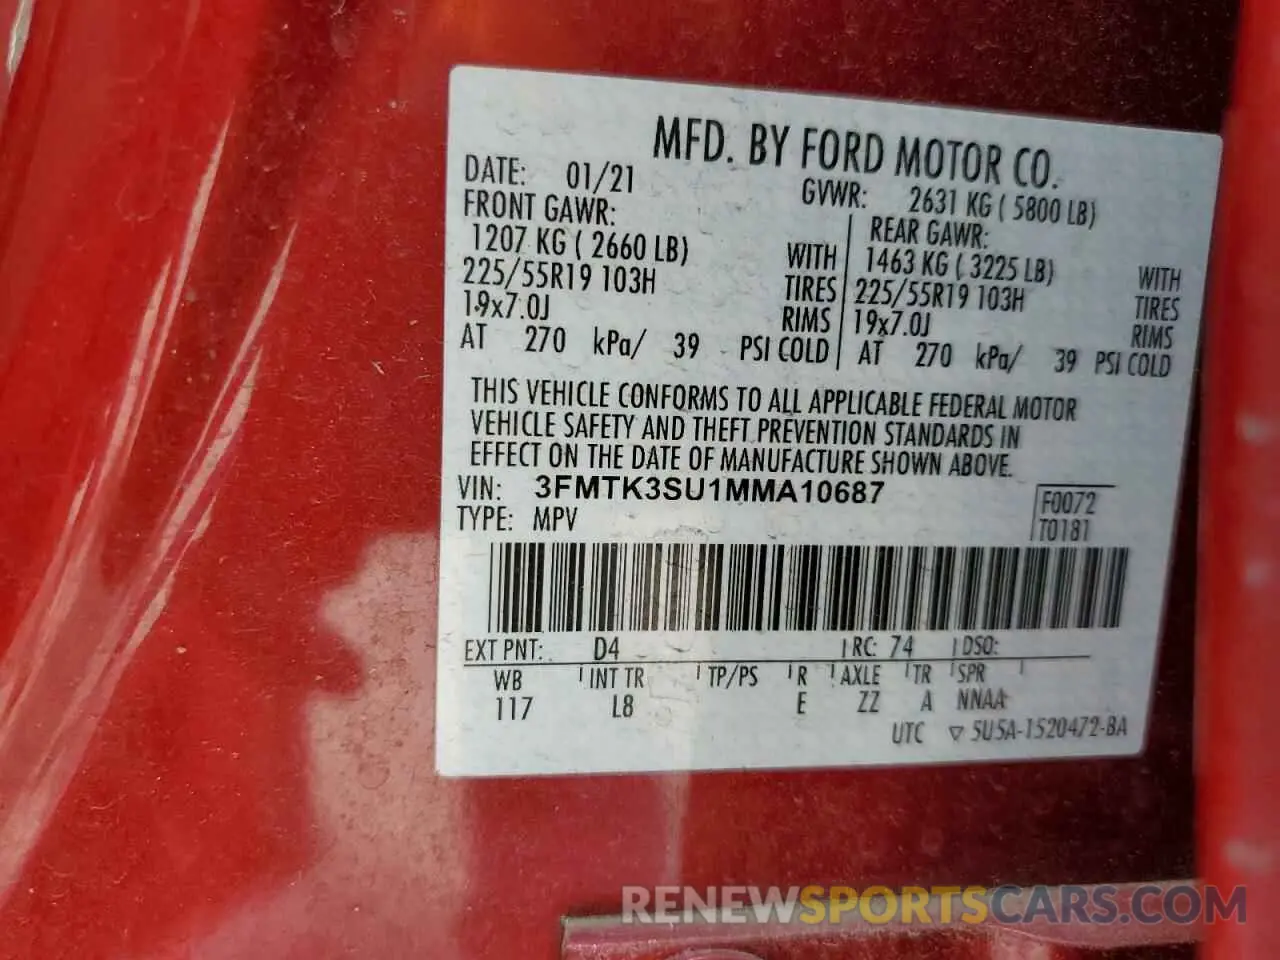 MFD. BY FORD MOTOR CO.
DATE: 01/21 GVWR: 2631 KG ( 5800 LB)
FRONT GAWR: REAR GAWR:
1207 KG ( 2660 LB) WITH 1463 KG ( 3225 LB) WITH
225/55R19 103H TIRES 225/55R19 103H TIRES
19x7.0J RIMS 19x7.0J RIMS
AT 270 kPa/ 39 PSI COLD AT 270 kPa/ 39 PSI COLD
THIS VEHICLE CONFORMS TO ALL APPLICABLE FEDERAL MOTOR
VEHICLE SAFETY AND THEFT PREVENTION STANDARDS IN
EFFECT ON THE DATE OF MANUFACTURE SHOWN ABOVE.
VIN: 3FMTK3SU1MMA10687 F0072
TYPE: MPV T0181
EXT PNT: D4 RC: 74 DSO:
WB INT TR TP/PS R AXLE TR SPR
117 L8 E ZZ A NNAA
UTC ▽ 5U5A-1520472-BA
RENEWSPORTSCARS.COM